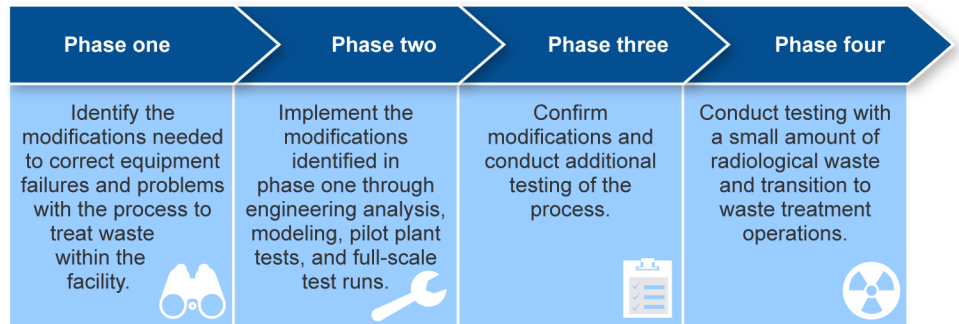 Phase one
Identify the
modifications needed
to correct equipment
failures and problems
with the process to
treat waste
within the
facility.
Phase two
Implement the
modifications
identified in
phase one through
engineering analysis,
modeling, pilot plant
tests, and full-scale
test runs.
Phase three
Confirm
modifications and
conduct additional
testing of the
process.
Phase four
Conduct testing with
a small amount of
radiological waste
and transition to
waste treatment
operations.